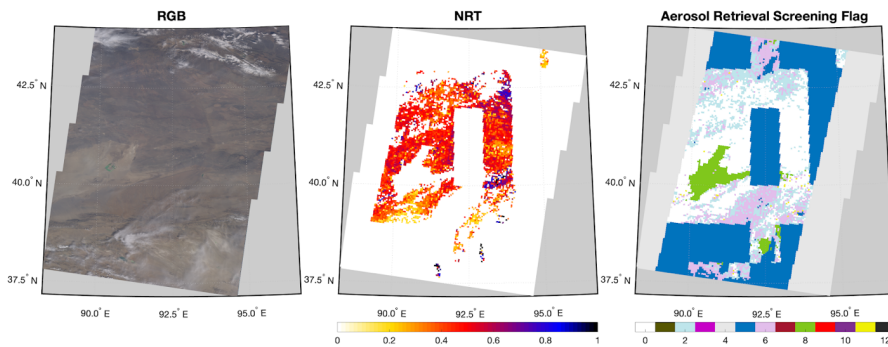 RGB
NRT
Aerosol Retrieval Screening Flag
42.5° N
40.0° N
37.5° N
90.0° E
92.5° E
95.0° E
42.5° N
40.0° N
37.5° N
90.0° E
92.5° E
95.0° E
42.5° N
40.0° N
37.5° N
90.0° E
92.5° E
95.0° E
0 0.2 0.4 0.6 0.8 1
0 2 4 6 8 10 12